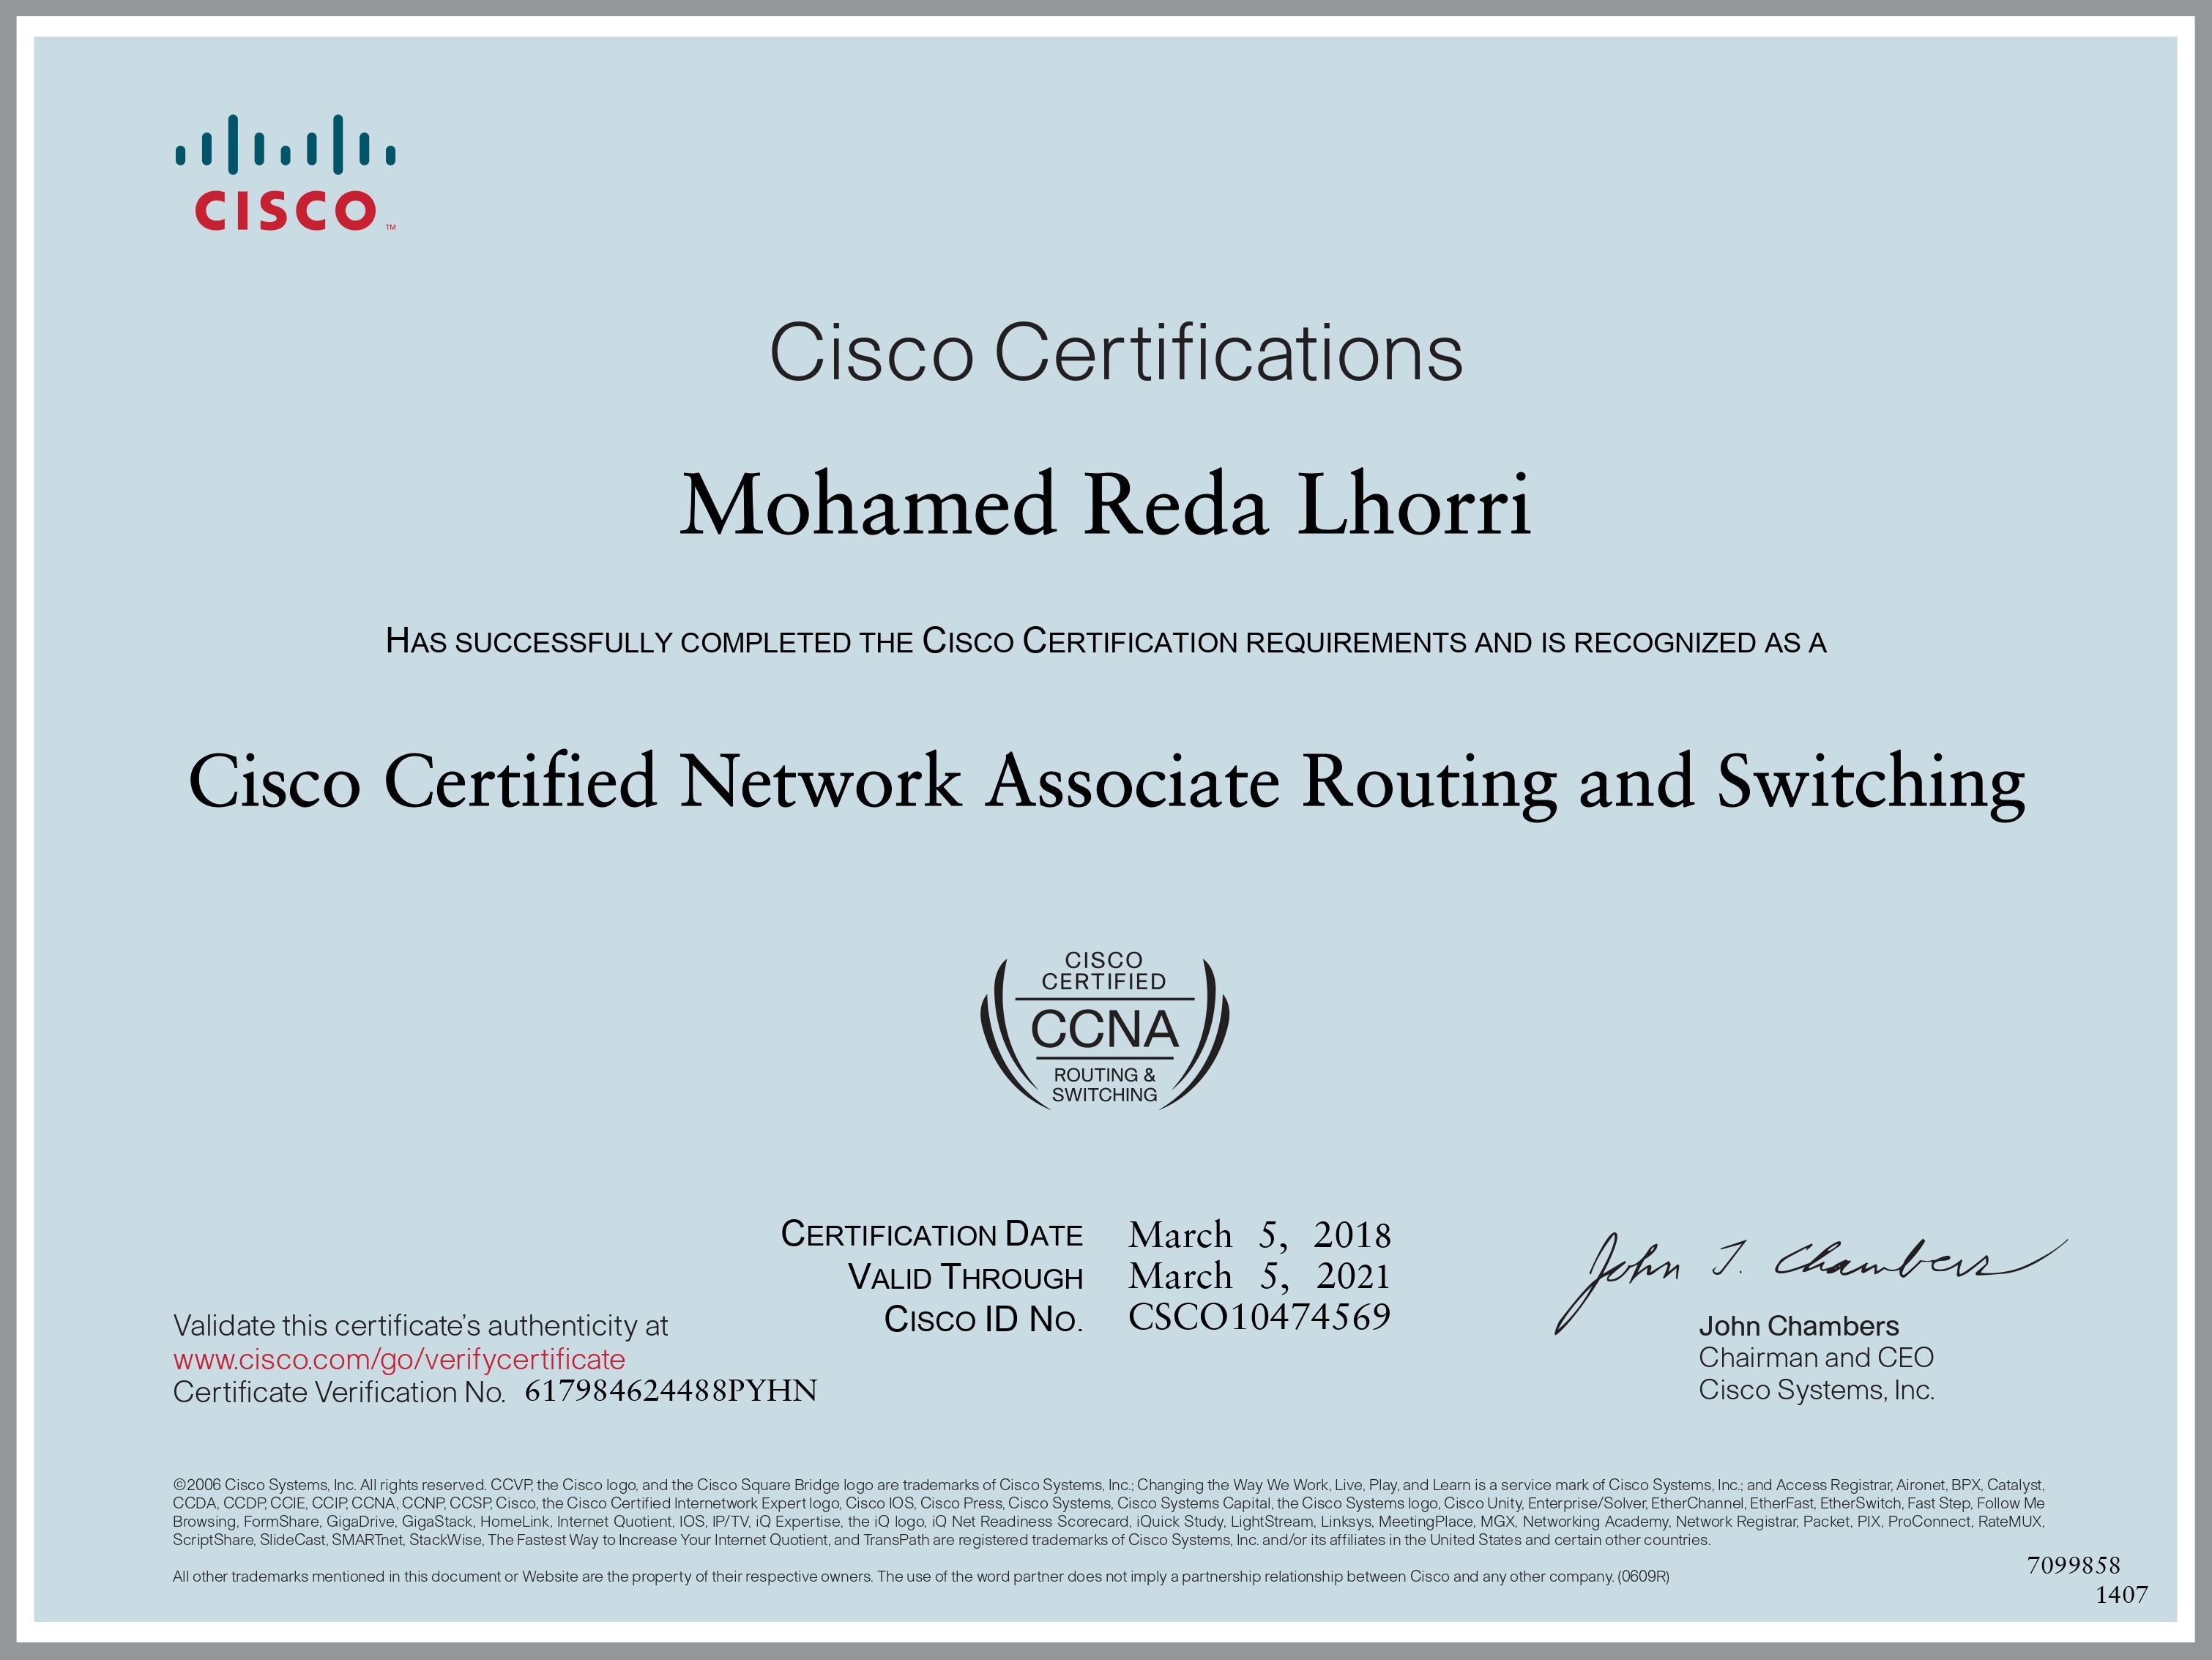 CISCO™
Cisco Certifications
Mohamed Reda Lhorri
Has successfully completed the Cisco Certification requirements and is recognized as a
Cisco Certified Network Associate Routing and Switching
CISCO
CERTIFIED
CCNA
ROUTING &
SWITCHING
Certification Date March 5, 2018
Valid Through March 5, 2021
Cisco ID No. CSCO10474569
Validate this certificate's authenticity at
www.cisco.com/go/verifycertificate
Certificate Verification No. 617984624488PYHN
John T. Chambers
John Chambers
Chairman and CEO
Cisco Systems, Inc.
©2006 Cisco Systems, Inc. All rights reserved. CCVP, the Cisco logo, and the Cisco Square Bridge logo are trademarks of Cisco Systems, Inc.; Changing the Way We Work, Live, Play, and Learn is a service mark of Cisco Systems, Inc.; and Access Registrar, Aironet, BPX, Catalyst,
CCDA, CCDP, CCIE, CCIP, CCNA, CCNP, CCSP, Cisco, the Cisco Certified Internetwork Expert logo, Cisco IOS, Cisco Press, Cisco Systems, Cisco Systems Capital, the Cisco Systems logo, Cisco Unity, Enterprise/Solver, EtherChannel, EtherFast, EtherSwitch, Fast Step, Follow Me
Browsing, FormShare, GigaDrive, GigaStack, HomeLink, Internet Quotient, IOS, IP/TV, iQ Expertise, the iQ logo, iQ Net Readiness Scorecard, iQuick Study, LightStream, Linksys, MeetingPlace, MGX, Networking Academy, Network Registrar, Packet, PIX, ProConnect, RateMUX,
ScriptShare, SlideCast, SMARTnet, StackWise, The Fastest Way to Increase Your Internet Quotient, and TransPath are registered trademarks of Cisco Systems, Inc. and/or its affiliates in the United States and certain other countries.
All other trademarks mentioned in this document or Website are the property of their respective owners. The use of the word partner does not imply a partnership relationship between Cisco and any other company. (0609R)
7099858
1407